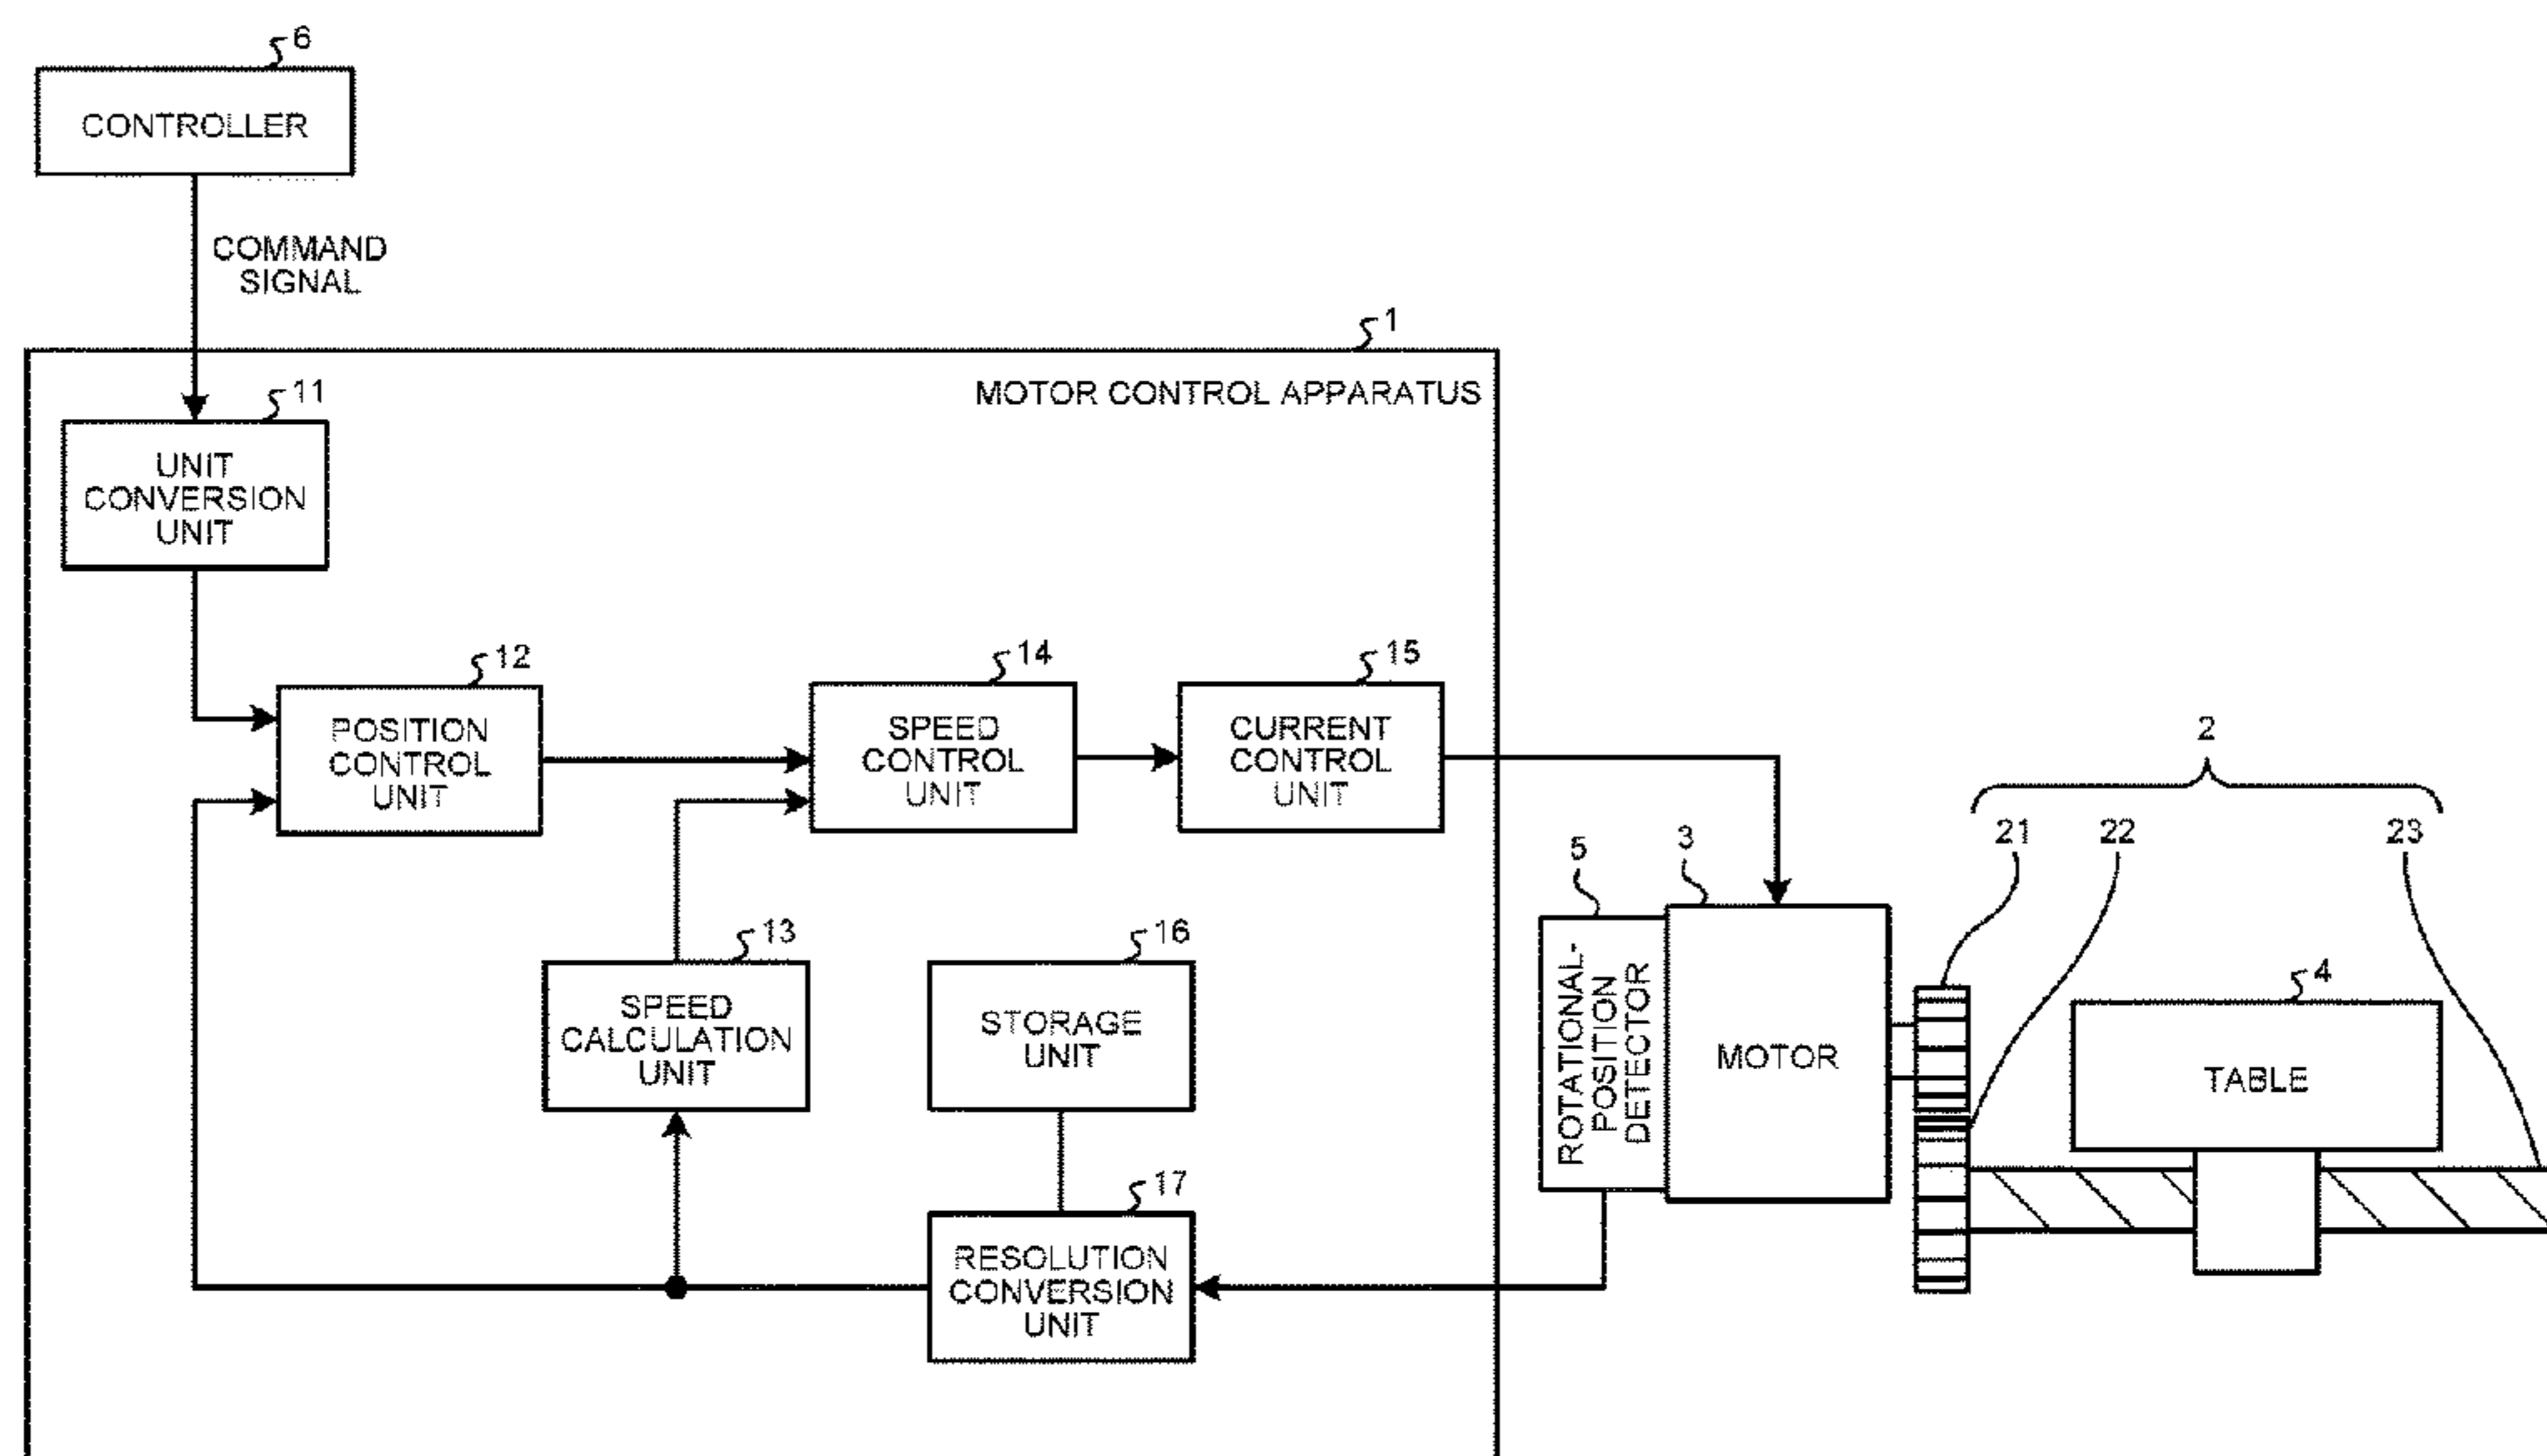 6
CONTROLLER
COMMAND
SIGNAL
1
MOTOR CONTROL APPARATUS
11
UNIT
CONVERSION
UNIT
12
POSITION
CONTROL
UNIT
14
SPEED
CONTROL
UNIT
15
CURRENT
CONTROL
UNIT
2
21
22
23
5
3
ROTATIONAL-
POSITION
DETECTOR
MOTOR
4
TABLE
13
SPEED
CALCULATION
UNIT
16
STORAGE
UNIT
17
RESOLUTION
CONVERSION
UNIT